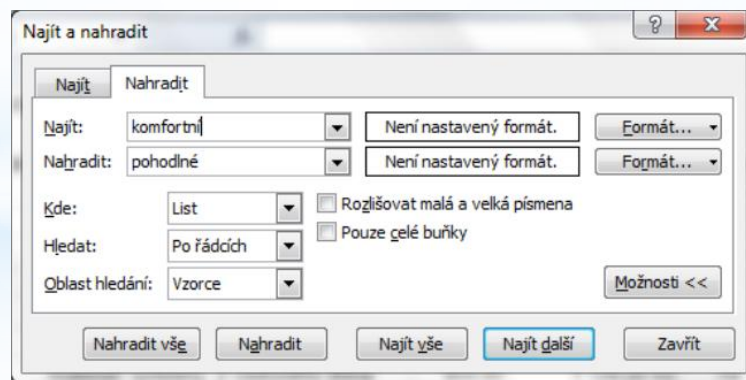 Najít a nahradit
Najít Nahradit
Najít: komfortní Není nastavený formát. Formát...
Nahradit: pohodlné Není nastavený formát. Formát...
Kde: List Rozlišovat malá a velká písmena
Hledat: Po řádcích Pouze celé buňky
Oblast hledání: Vzorce Možnosti <<
Nahradit vše Nahradit Najít vše Najít další Zavřít